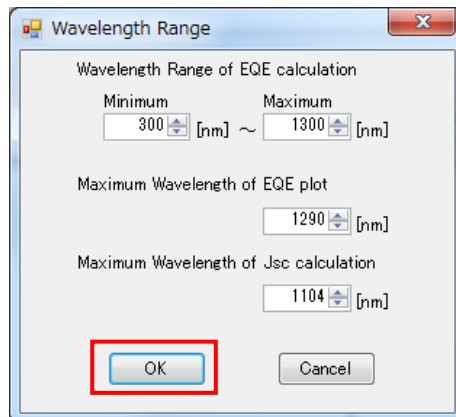 Wavelength Range
Wavelength Range of EQE calculation
Minimum Maximum
300 [nm] ～ 1300 [nm]
Maximum Wavelength of EQE plot
1290 [nm]
Maximum Wavelength of Jsc calculation
1104 [nm]
OK Cancel